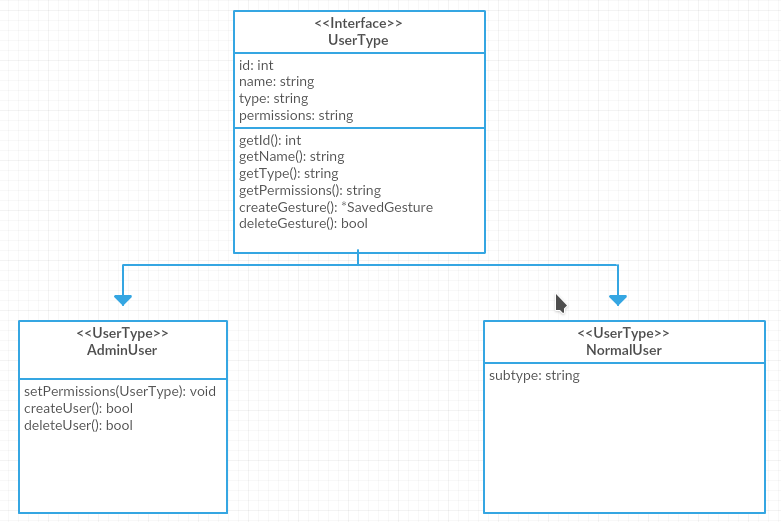 <<Interface>>
UserType
id: int
name: string
type: string
permissions: string
getId(): int
getName(): string
getType(): string
getPermissions(): string
createGesture(): *SavedGesture
deleteGesture(): bool
<<UserType>>
AdminUser
setPermissions(UserType): void
createUser(): bool
deleteUser(): bool
<<UserType>>
NormalUser
subtype: string